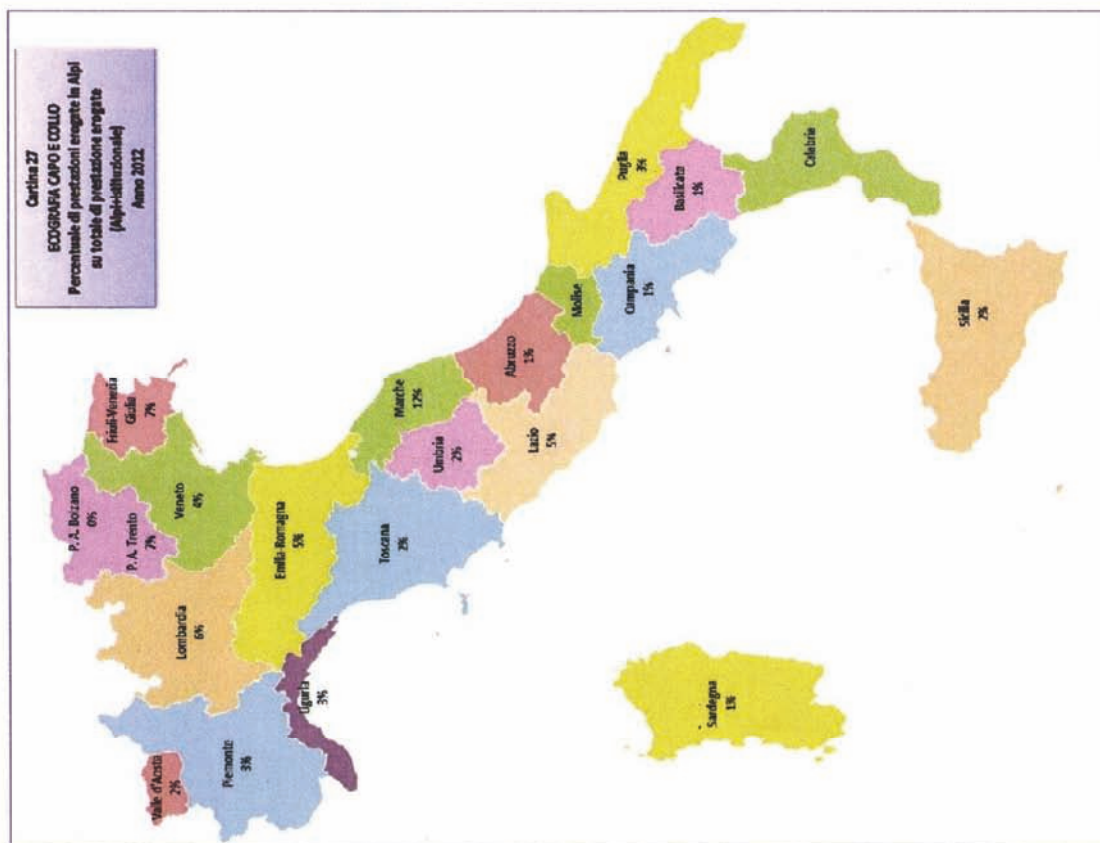 Cartina 27
ECOGRAFIA CAPO E COLLO
Percentuale di prestazioni erogate in Alpi
su totale di prestazione erogate
(Alpi+Istituzionale)
Anno 2012
P. A. Bolzano
0%
P. A. Trento
7%
Friuli-Venezia
Giulia
7%
Valle d'Aosta
2%
Piemonte
3%
Lombardia
6%
Veneto
4%
Liguria
3%
Emilia-Romagna
5%
Toscana
2%
Marche
12%
Umbria
2%
Lazio
5%
Abruzzo
1%
Molise
Campania
1%
Puglia
3%
Basilicata
1%
Calabria
Sicilia
2%
Sardegna
1%